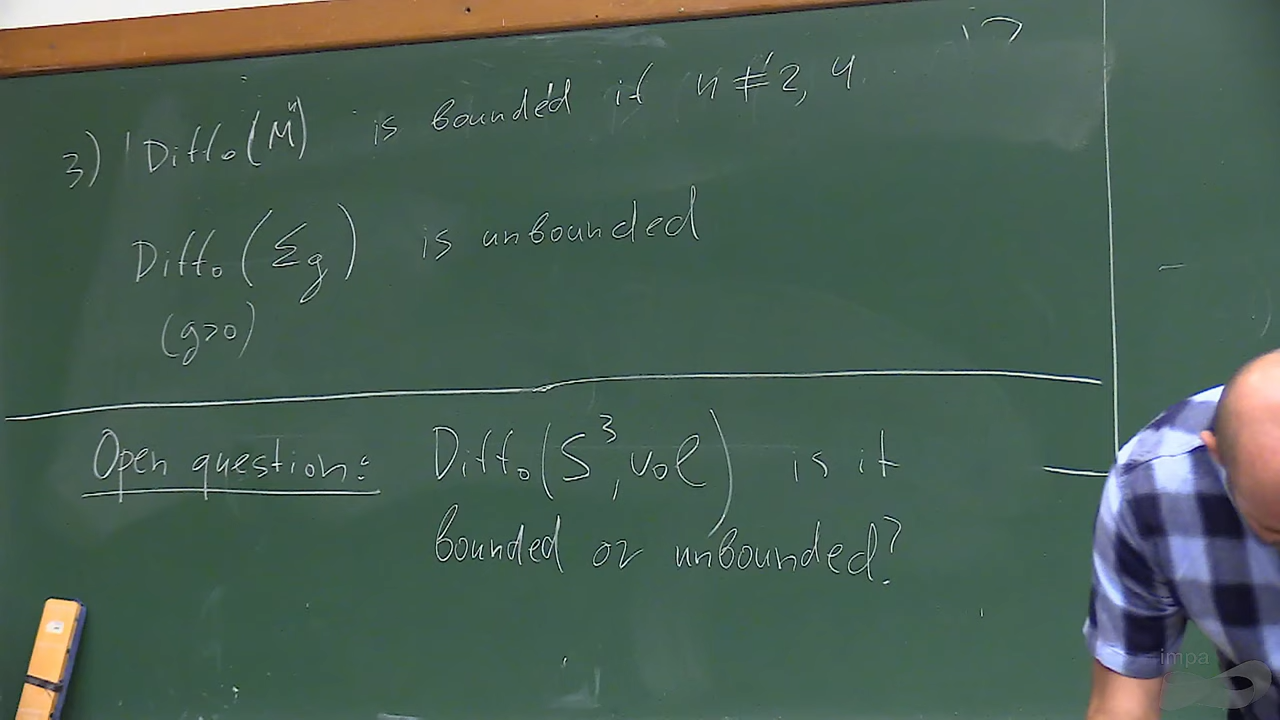 3) Diff₀(Mⁿ) is bounded if n ≠ 2, 4
Diff₀(Σg) is unbounded
(g>0)
Open question: Diff₀(S³, vol) is it
bounded or unbounded?
impa